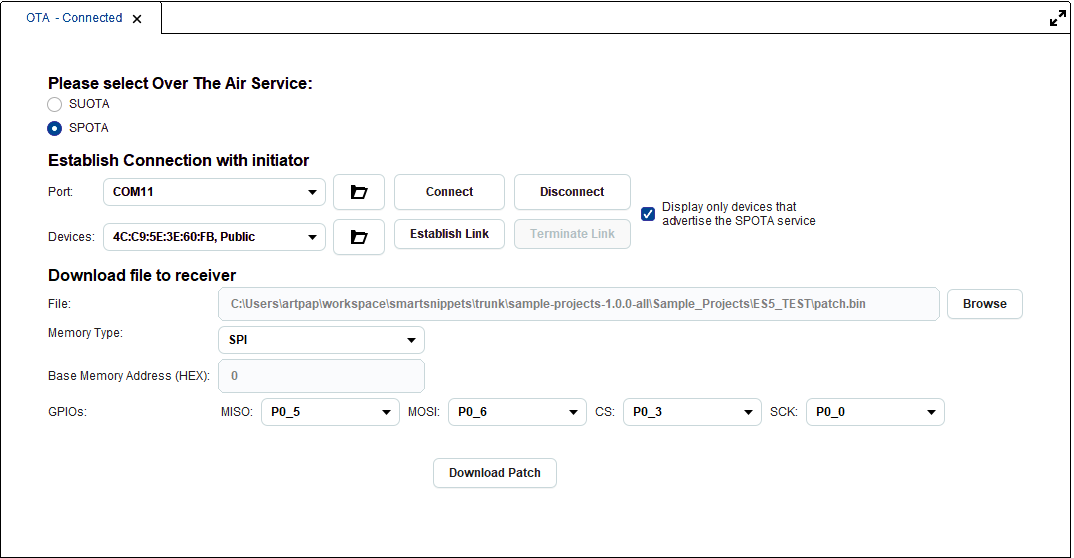 OTA - Connected
Please select Over The Air Service:
SUOTA
SPOTA
Establish Connection with initiator
Port: COM11 Connect Disconnect
Display only devices that
advertise the SPOTA service
Devices: 4C:C9:5E:3E:60:FB, Public Establish Link Terminate Link
Download file to receiver
File: C:\Users\artpap\workspace\smartsnippets\trunk\sample-projects-1.0.0-all\Sample_Projects\ES5_TEST\patch.bin Browse
Memory Type: SPI
Base Memory Address (HEX): 0
GPIOs: MISO: P0_5 MOSI: P0_6 CS: P0_3 SCK: P0_0
Download Patch